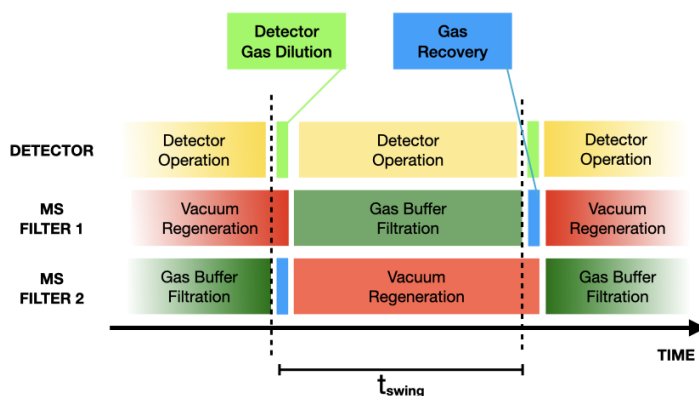 Detector
Gas Dilution
Gas
Recovery
DETECTOR
Detector
Operation
Detector
Operation
Detector
Operation
MS
FILTER 1
Vacuum
Regeneration
Gas Buffer
Filtration
Vacuum
Regeneration
MS
FILTER 2
Gas Buffer
Filtration
Vacuum
Regeneration
Gas Buffer
Filtration
TIME
tswing